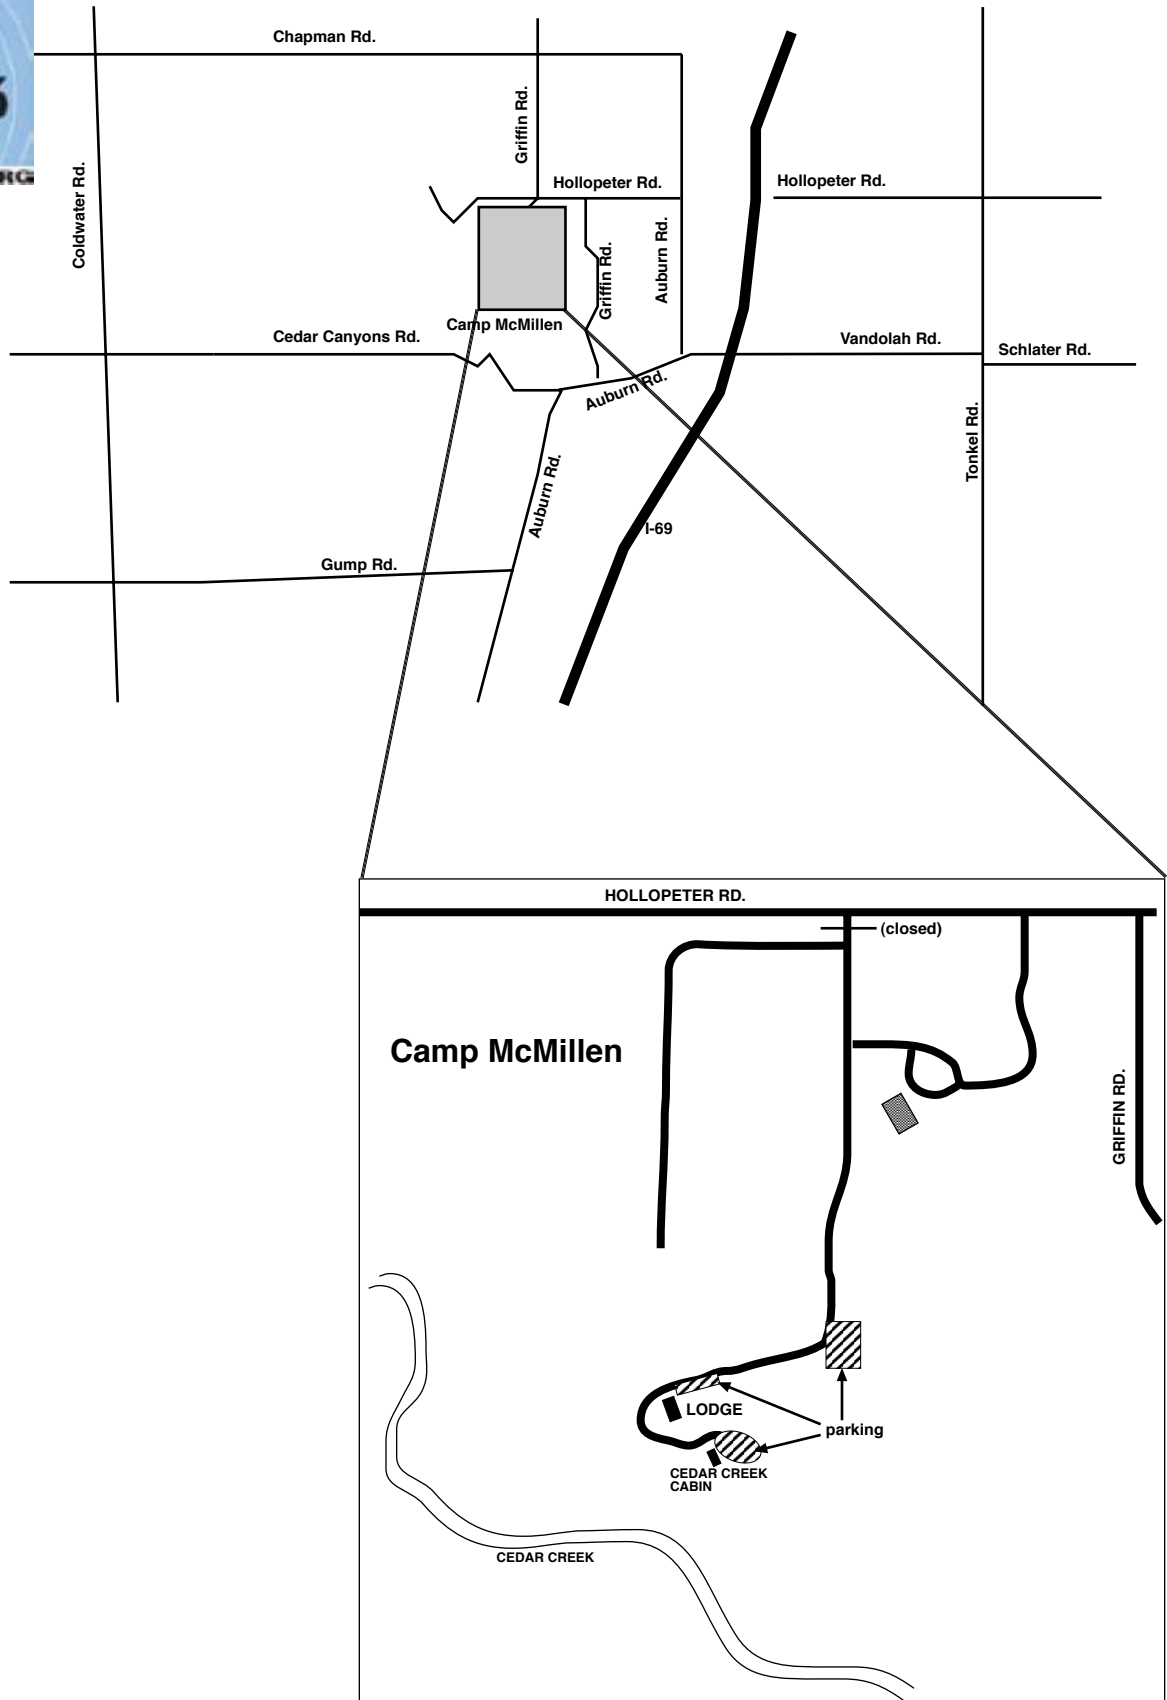 Chapman Rd.
Griffin Rd.
Coldwater Rd.
Hollopeter Rd.
Hollopeter Rd.
Auburn Rd.
Griffin Rd.
Camp McMillen
Cedar Canyons Rd.
Vandolah Rd.
Schlater Rd.
Auburn Rd.
Tonkel Rd.
Auburn Rd.
I-69
Gump Rd.
HOLLOPETER RD.
(closed)
Camp McMillen
GRIFFIN RD.
LODGE
parking
CEDAR CREEK
CABIN
CEDAR CREEK